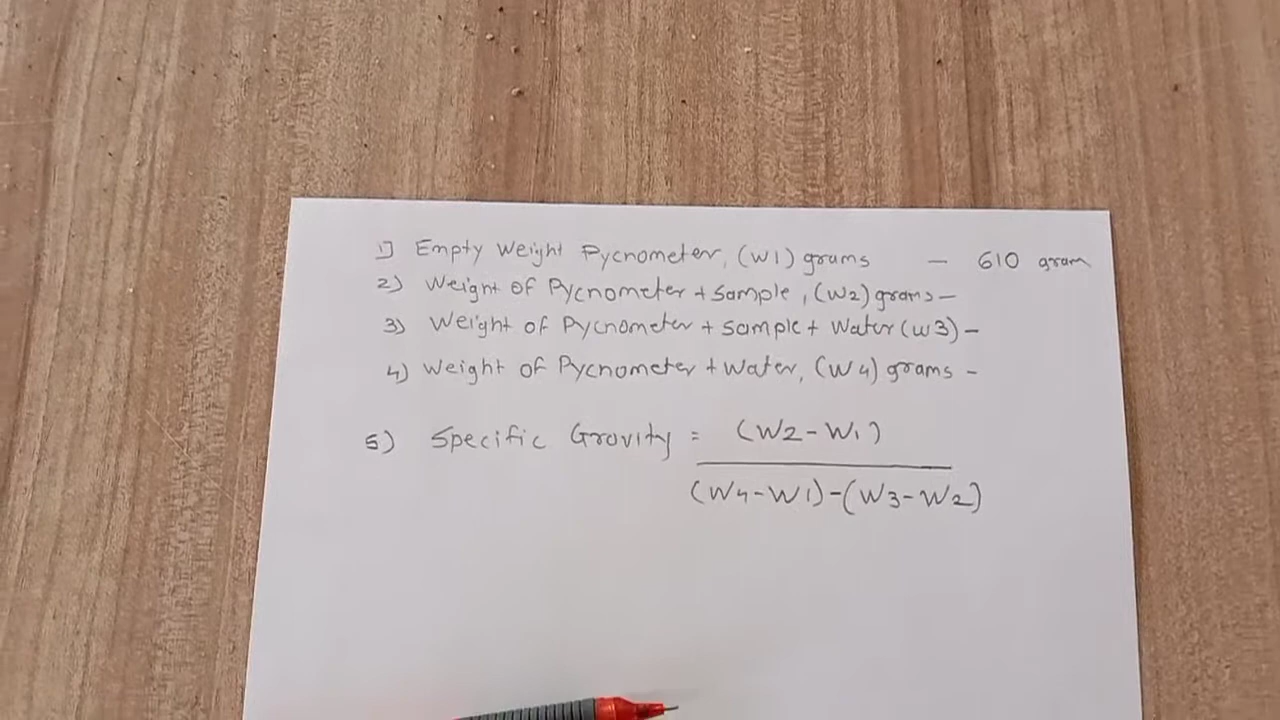 1) Empty Weight Pycnometer, (W1) grams - 610 gram
2) Weight of Pycnometer + Sample, (W2) grams -
3) Weight of Pycnometer + Sample + Water (W3) -
4) Weight of Pycnometer + Water, (W4) grams -
5) Specific Grovity = (W2-W1)
(W4-W1)-(W3-W2)